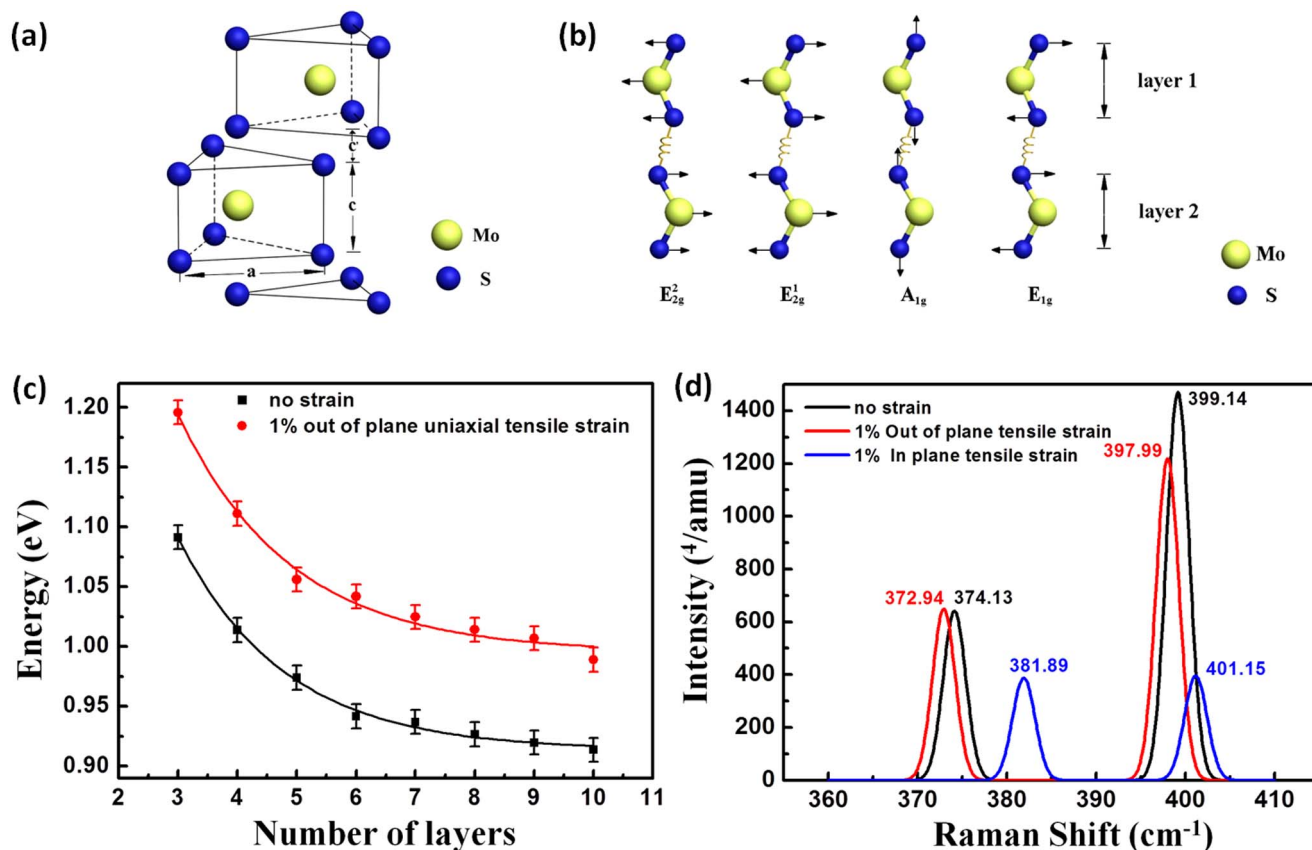 (a)
c'
c
a
Mo
S
(b)
layer 1
layer 2
Mo
S
E²₂g
E¹₂g
A₁g
E₁g
(c)
no strain
1% out of plane uniaxial tensile strain
1.20
1.15
1.10
1.05
1.00
0.95
0.90
Energy (eV)
2 3 4 5 6 7 8 9 10 11
Number of layers
(d)
no strain
1% Out of plane tensile strain
1% In plane tensile strain
399.14
397.99
372.94
374.13
381.89
401.15
1400
1200
1000
800
600
400
200
0
Intensity (⁴/amu)
360 370 380 390 400 410
Raman Shift (cm⁻¹)